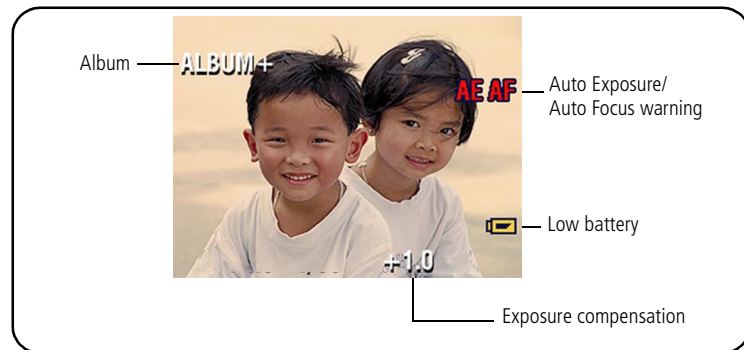 Album
ALBUM+
AE AF
Auto Exposure/
Auto Focus warning
Low battery
+1.0
Exposure compensation